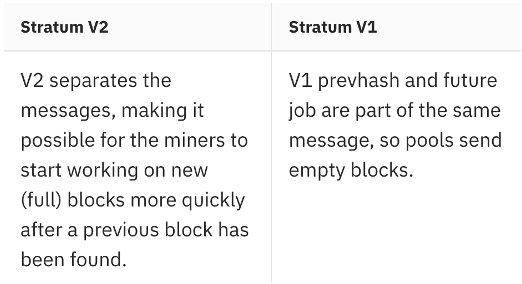 Stratum V2
Stratum V1
V2 separates the
messages, making it
possible for the miners to
start working on new
(full) blocks more quickly
after a previous block has
been found.
V1 prevhash and future
job are part of the same
message, so pools send
empty blocks.